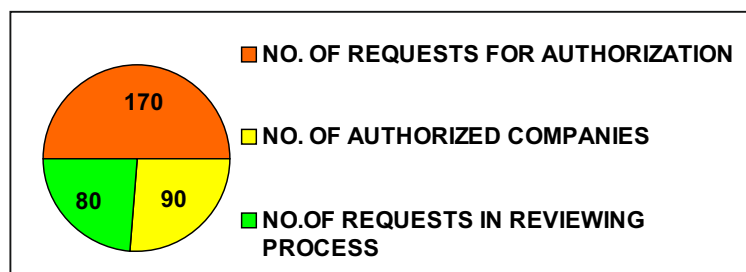 170
80
90
NO. OF REQUESTS FOR AUTHORIZATION
NO. OF AUTHORIZED COMPANIES
NO.OF REQUESTS IN REVIEWING
PROCESS